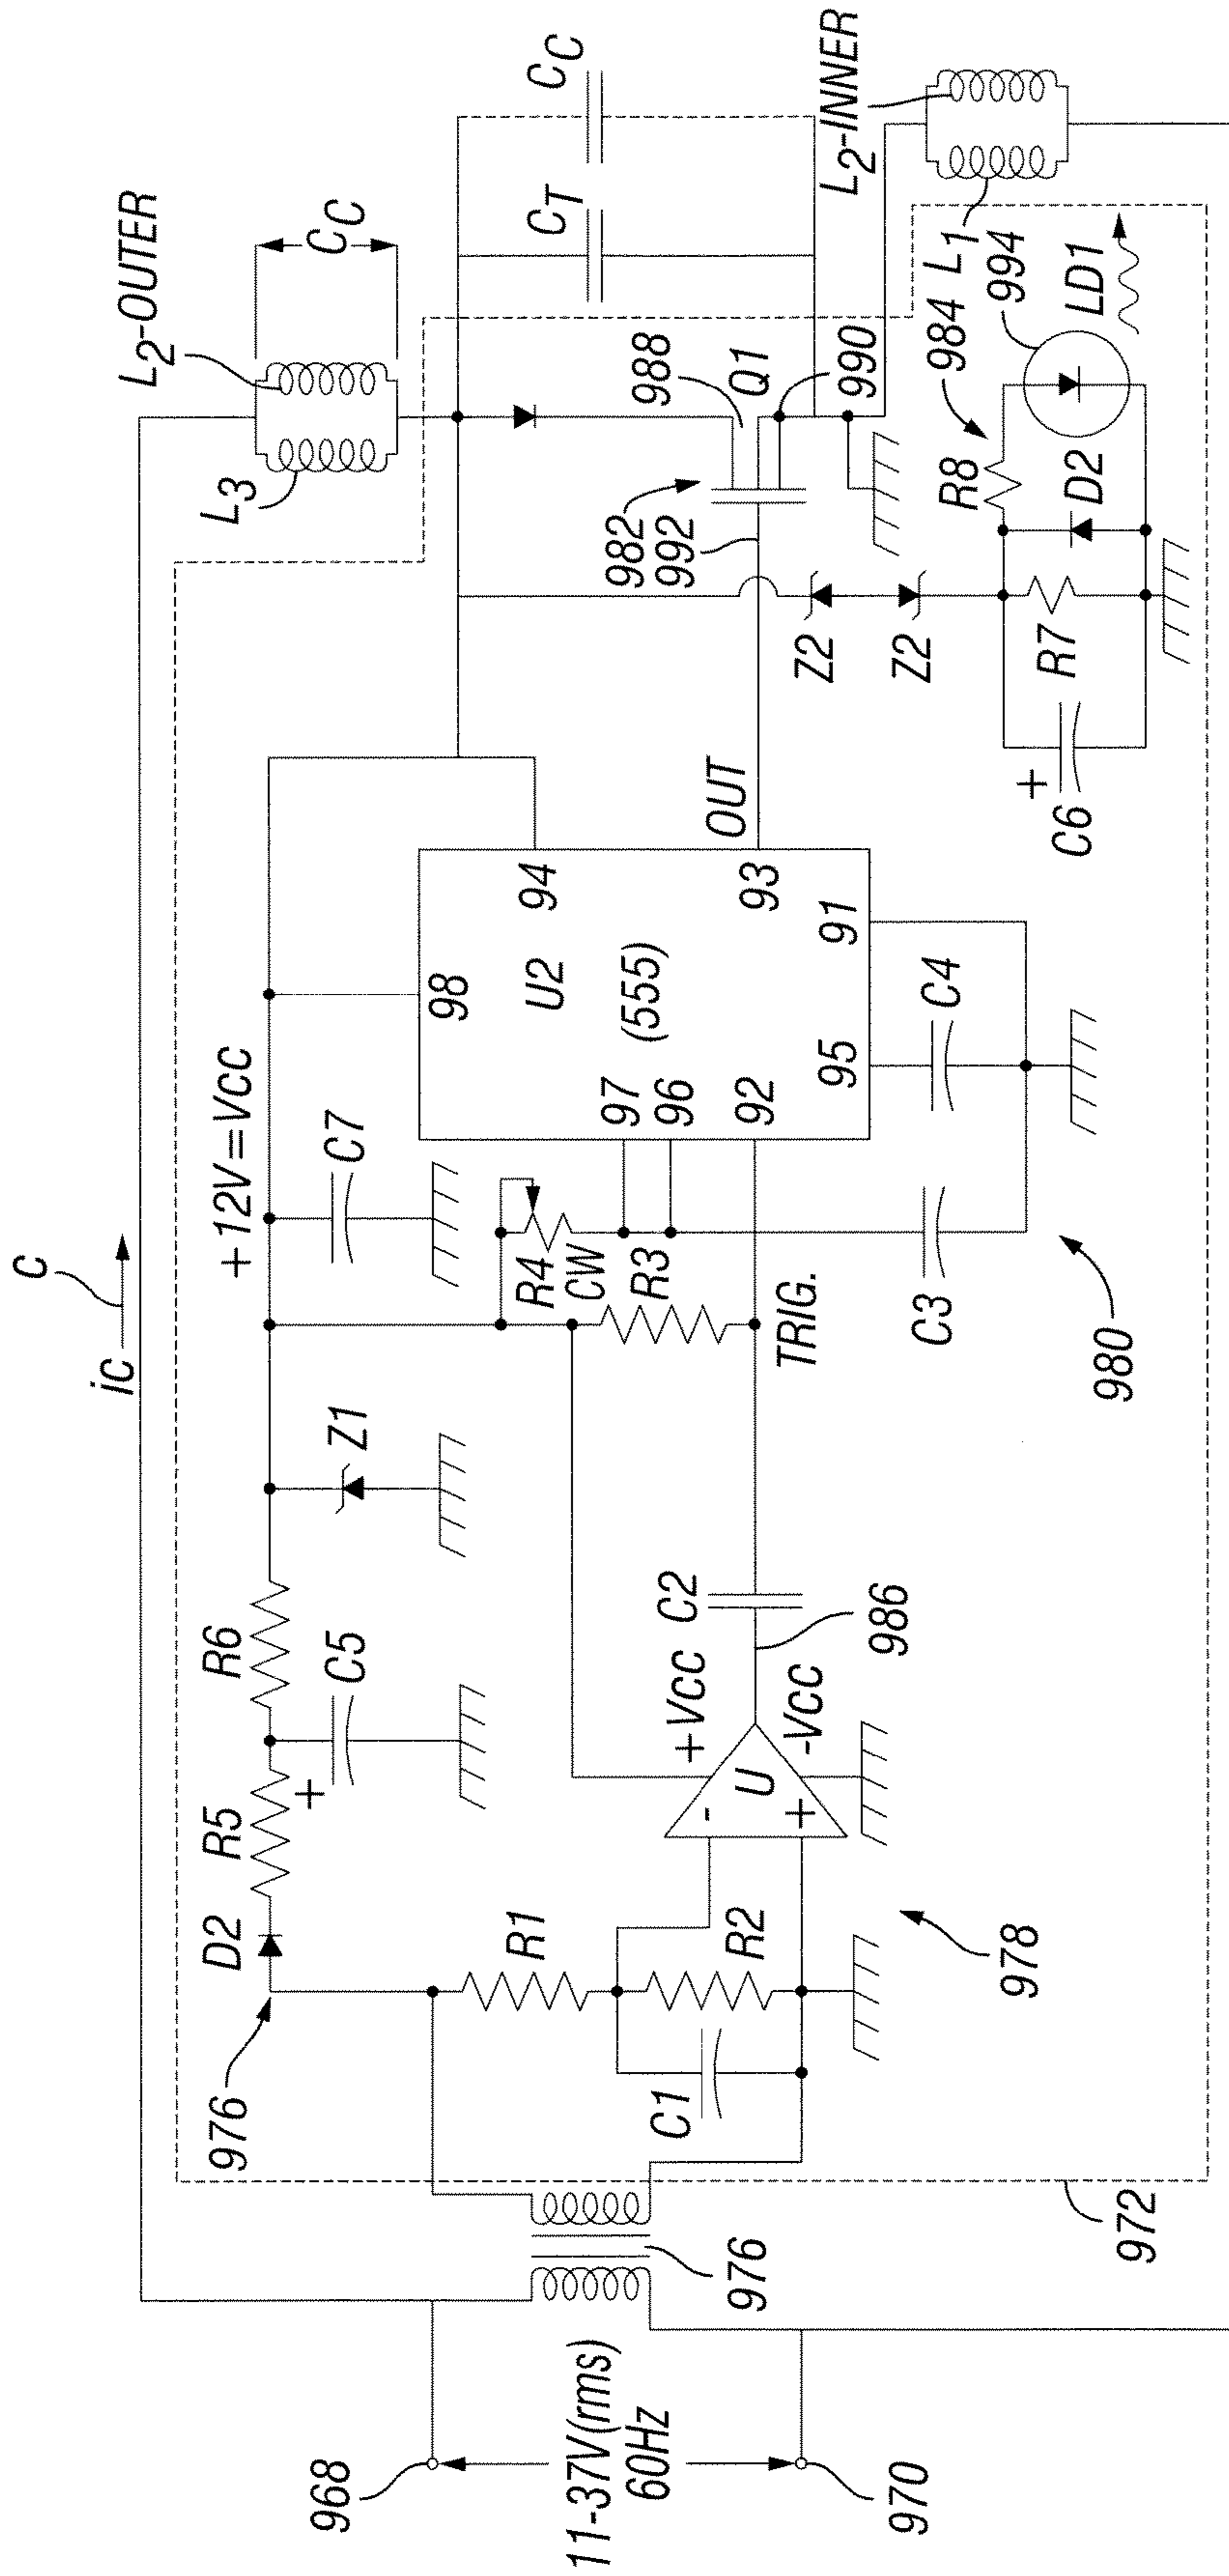 C
iC
L2-OUTER
L3
CC
976
D2
R5
+
C5
R6
Z1
+12V=VCC
C7
98
94
U2
(555)
97
96
92
95
91
93
OUT
R4
CW
R3
TRIG.
C3
C4
980
968
11-37V(rms)
60Hz
970
976
972
R1
R2
C1
978
-
+
U
+VCC
-VCC
C2
986
982
992
988
Q1
990
CT
CC
L2-INNER
L1
Z2
Z2
+
C6
R7
R8
D2
984
994
LD1